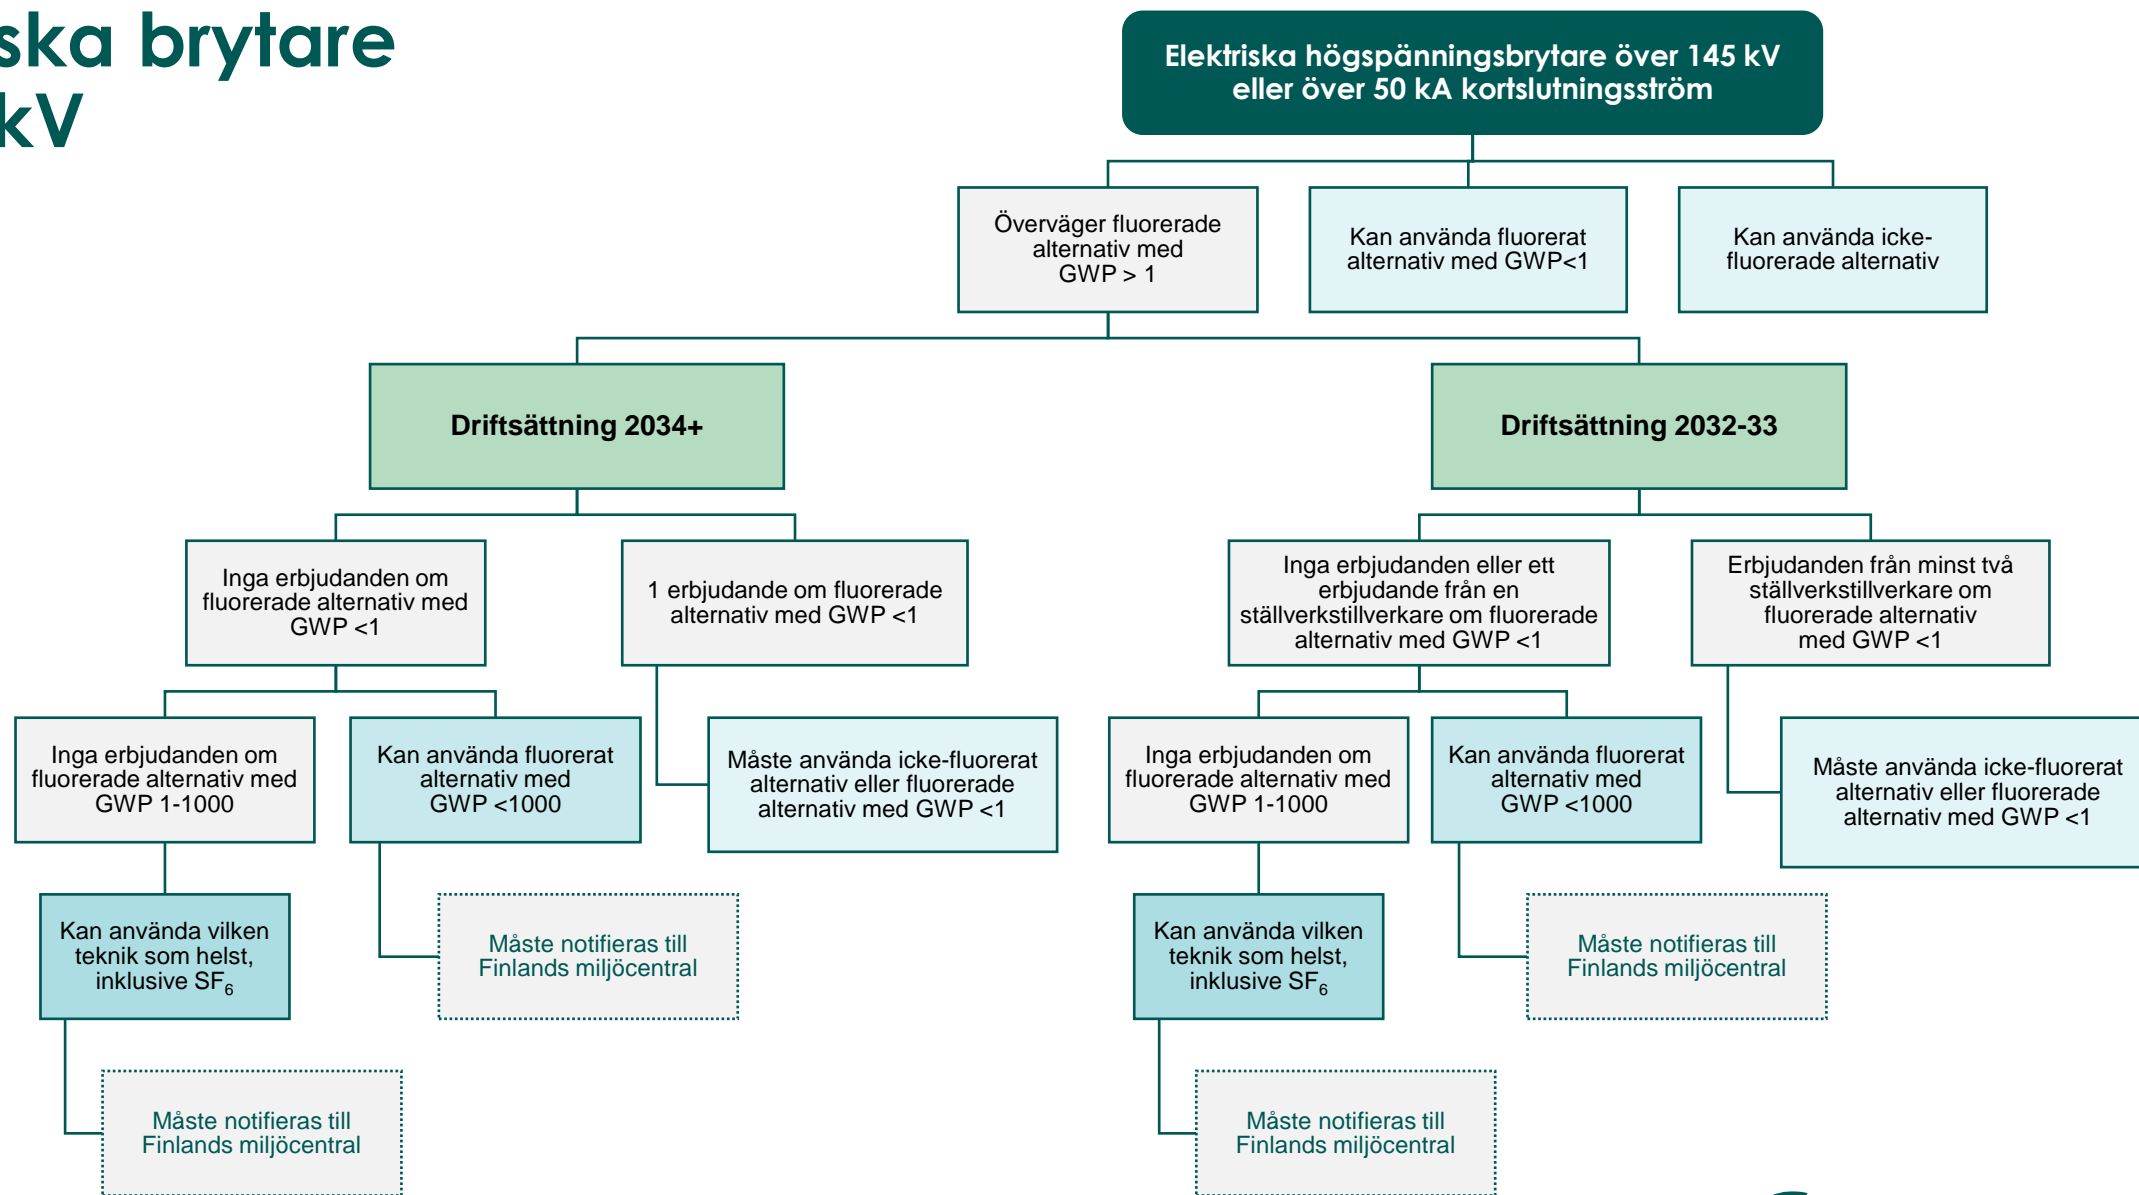 ska brytare
kV
Elektriska högspänningsbrytare över 145 kV
eller över 50 kA kortslutningsström
Överväger fluorerade
alternativ med
GWP > 1
Kan använda fluorerat
alternativ med GWP<1
Kan använda icke-
fluorerade alternativ
Driftsättning 2034+
Driftsättning 2032-33
Inga erbjudanden om
fluorerade alternativ med
GWP <1
1 erbjudande om fluorerade
alternativ med GWP <1
Inga erbjudanden eller ett
erbjudande från en
ställverkstillverkare om fluorerade
alternativ med GWP <1
Erbjudanden från minst två
ställverkstillverkare om
fluorerade alternativ
med GWP <1
Inga erbjudanden om
fluorerade alternativ med
GWP 1-1000
Kan använda fluorerat
alternativ med
GWP <1000
Måste använda icke-fluorerat
alternativ eller fluorerade
alternativ med GWP <1
Inga erbjudanden om
fluorerade alternativ med
GWP 1-1000
Kan använda fluorerat
alternativ med
GWP <1000
Måste använda icke-fluorerat
alternativ eller fluorerade
alternativ med GWP <1
Kan använda vilken
teknik som helst,
inklusive SF₆
Måste notifieras till
Finlands miljöcentral
Kan använda vilken
teknik som helst,
inklusive SF₆
Måste notifieras till
Finlands miljöcentral
Måste notifieras till
Finlands miljöcentral
Måste notifieras till
Finlands miljöcentral